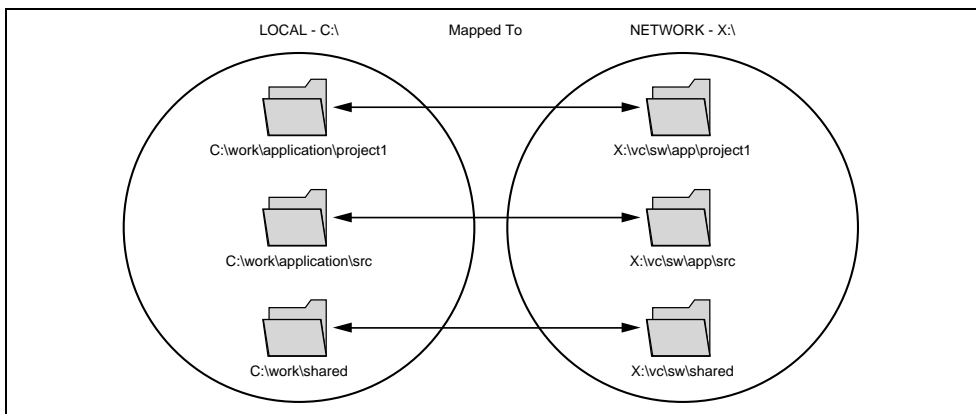 LOCAL - C:\ Mapped To NETWORK - X:\
C:\work\application\project1 X:\vc\sw\app\project1
C:\work\application\src X:\vc\sw\app\src
C:\work\shared X:\vc\sw\shared